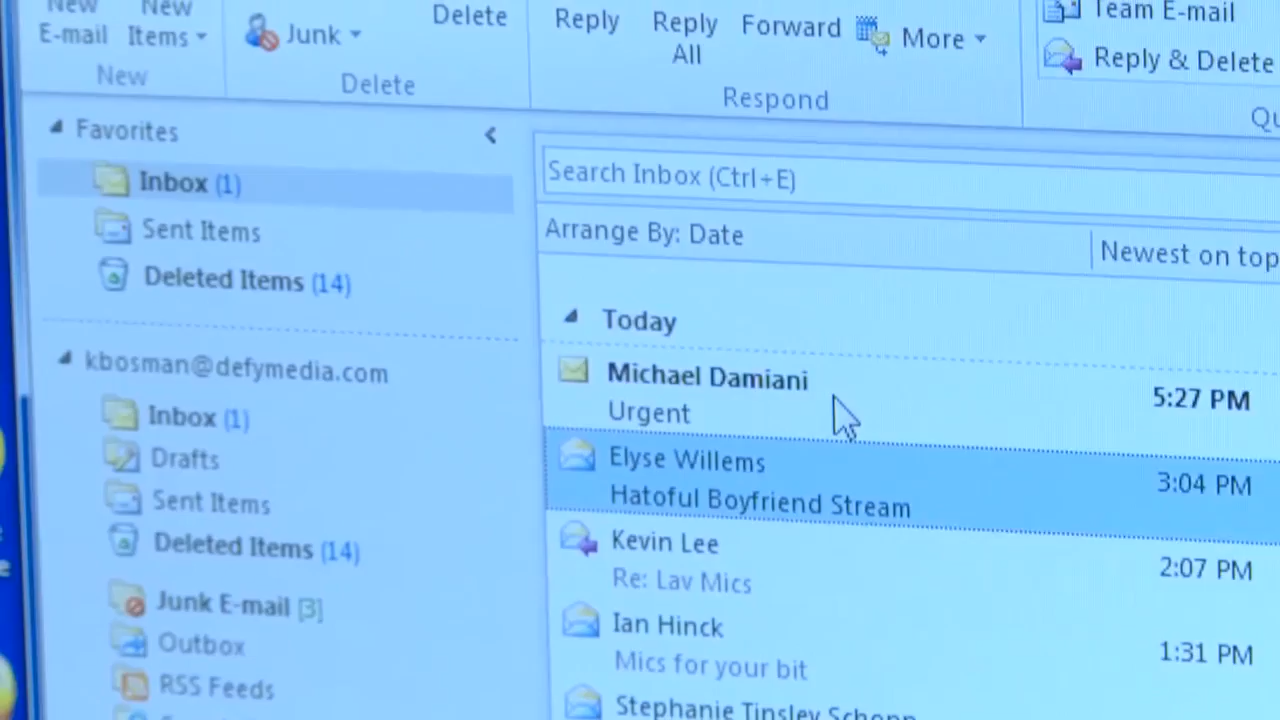 New
E-mail
New
Items
New
Junk
Delete
Delete
Reply
Reply
All
Forward
More
Respond
Team E-mail
Reply & Delete
Favorites
Inbox (1)
Sent Items
Deleted Items (14)
kbosman@defymedia.com
Inbox (1)
Drafts
Sent Items
Deleted Items (14)
Junk E-mail [3]
Outbox
RSS Feeds
Search Inbox (Ctrl+E)
Arrange By: Date
Newest on top
Today
Michael Damiani
5:27 PM
Urgent
Elyse Willems
3:04 PM
Hatoful Boyfriend Stream
Kevin Lee
2:07 PM
Re: Lav Mics
Ian Hinck
1:31 PM
Mics for your bit
Stephanie Tinsley